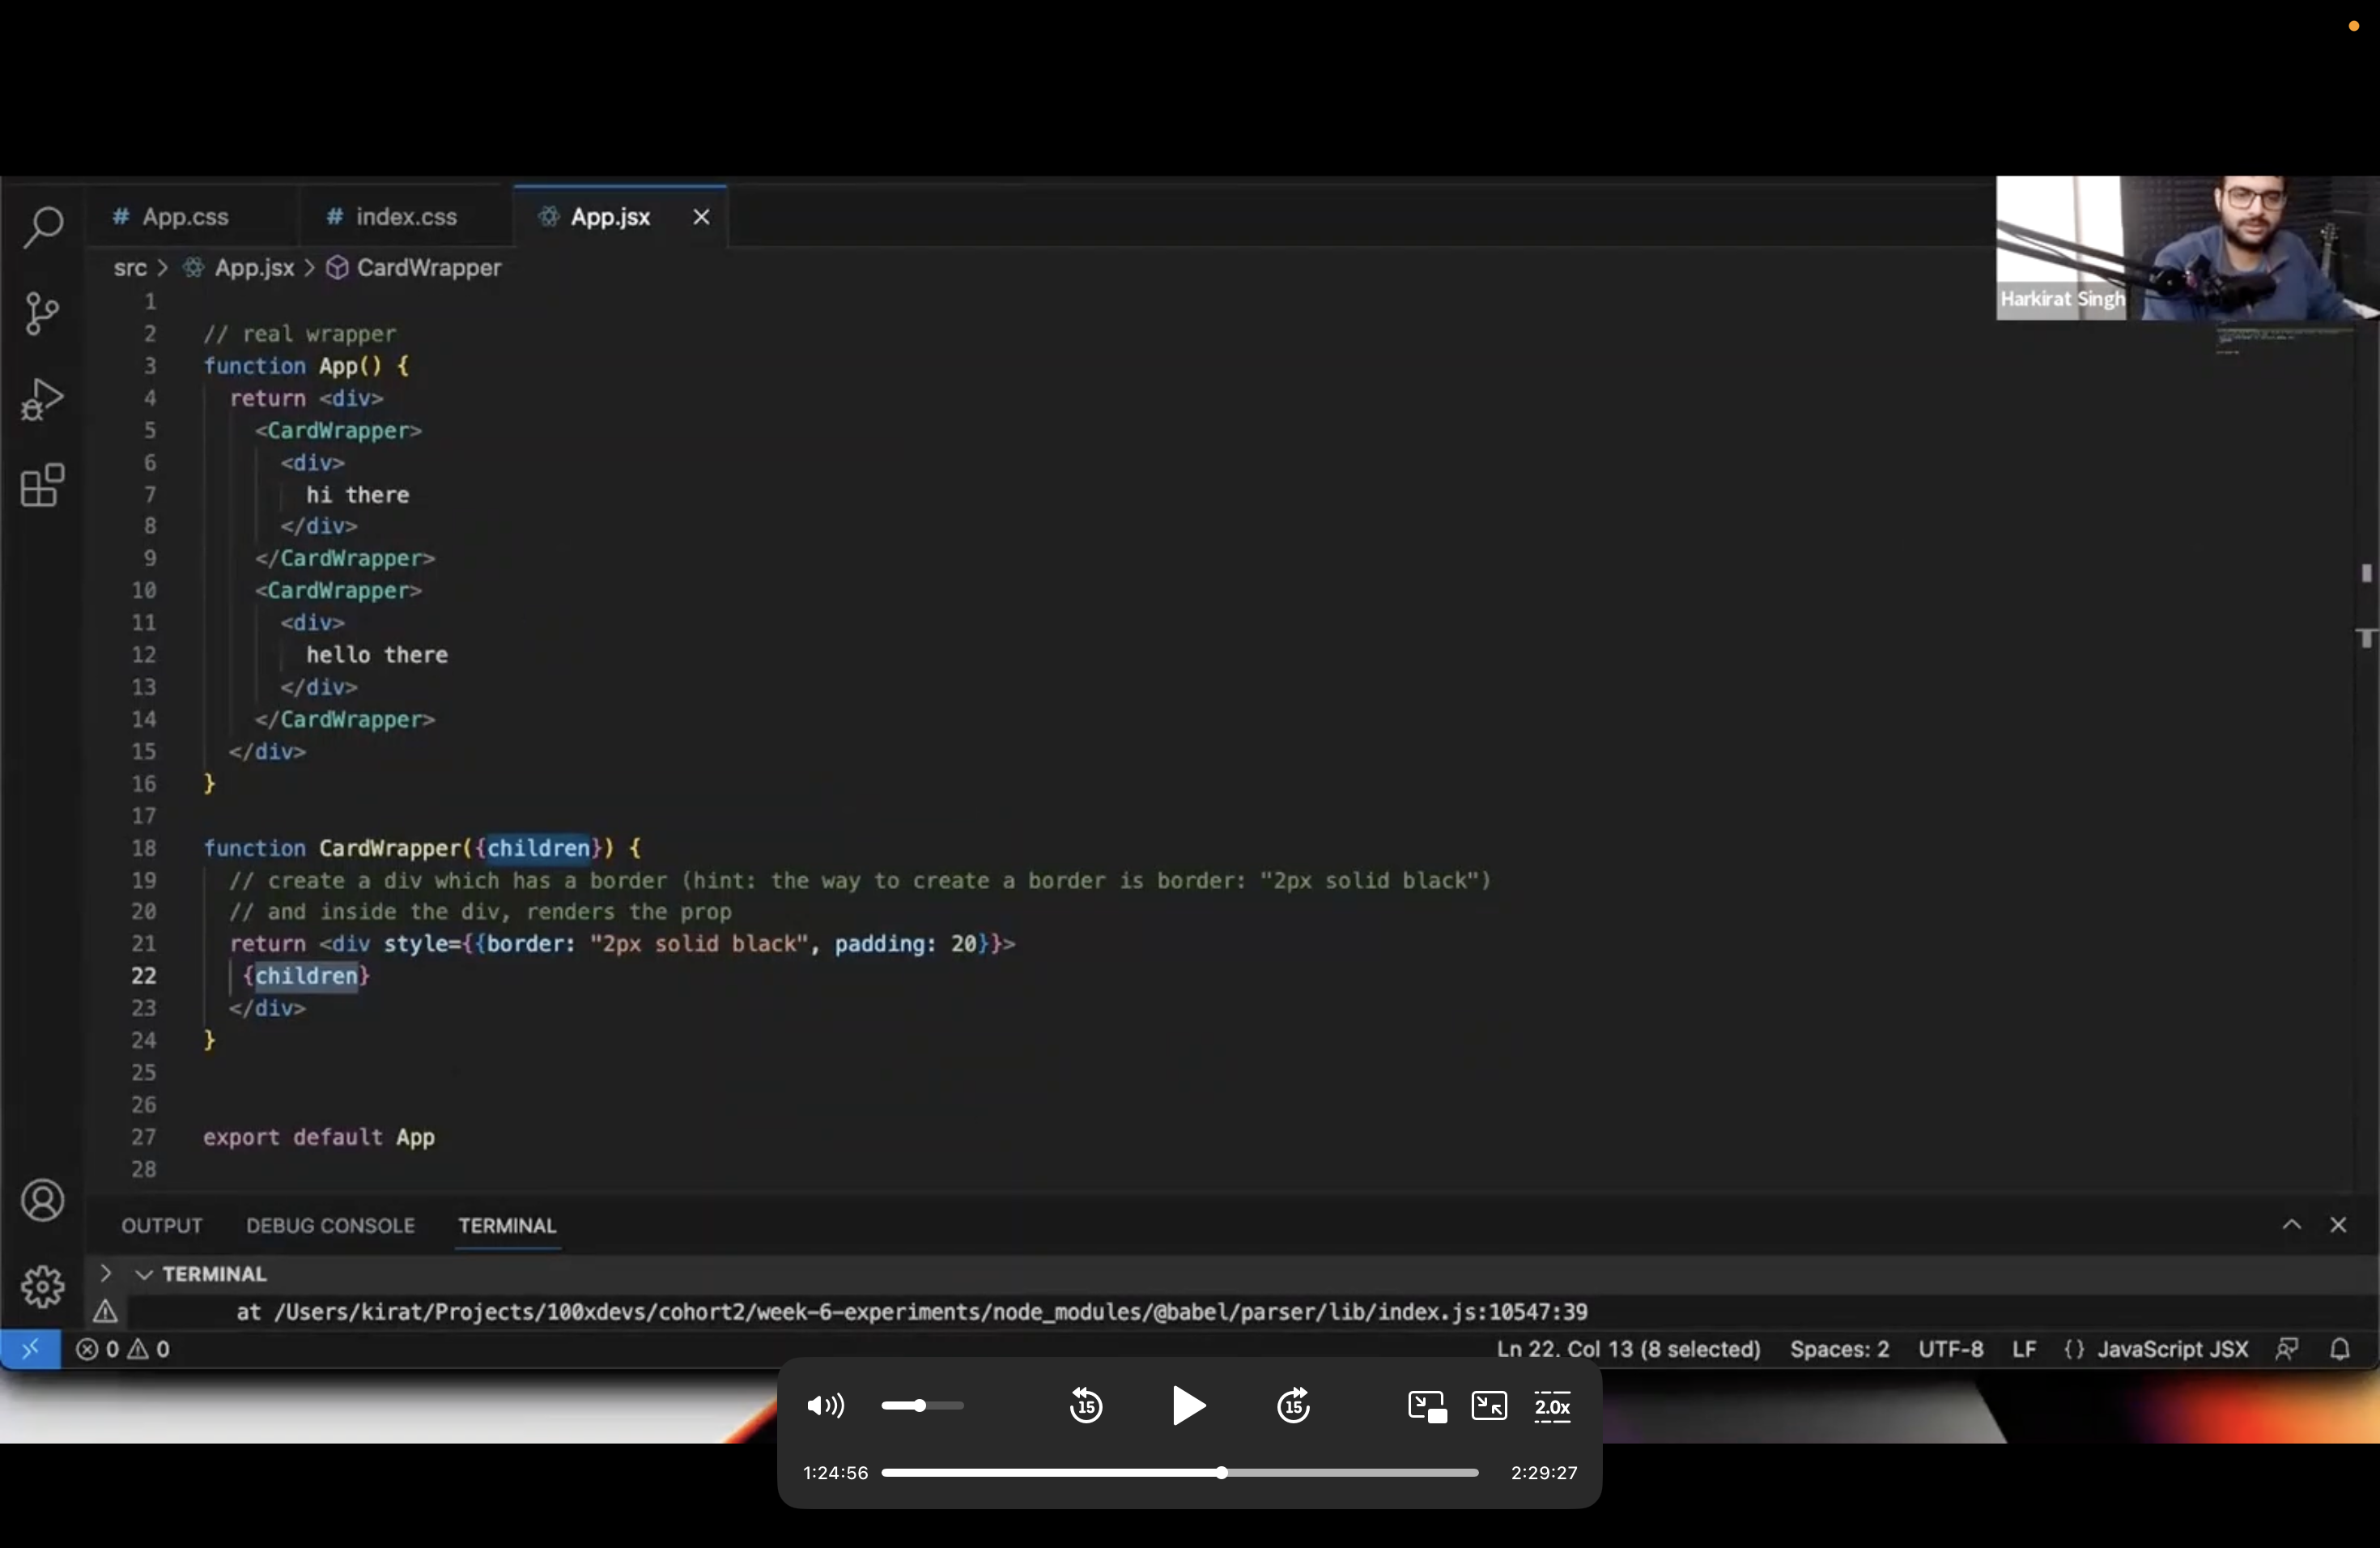 # App.css # index.css App.jsx
Harkirat Singh
src > App.jsx > CardWrapper
1
2 // real wrapper
3 function App() {
4 return <div>
5 <CardWrapper>
6 <div>
7 hi there
8 </div>
9 </CardWrapper>
10 <CardWrapper>
11 <div>
12 hello there
13 </div>
14 </CardWrapper>
15 </div>
16 }
17
18 function CardWrapper({children}) {
19 // create a div which has a border (hint: the way to create a border is border: "2px solid black")
20 // and inside the div, renders the prop
21 return <div style={{border: "2px solid black", padding: 20}}>
22 {children}
23 </div>
24 }
25
26
27 export default App
28
OUTPUT DEBUG CONSOLE TERMINAL
TERMINAL
at /Users/kirat/Projects/100xdevs/cohort2/week-6-experiments/node_modules/@babel/parser/lib/index.js:10547:39
0 0 Ln 22, Col 13 (8 selected) Spaces: 2 UTF-8 LF {} JavaScript JSX
15 15 2.0x
1:24:56 2:29:27